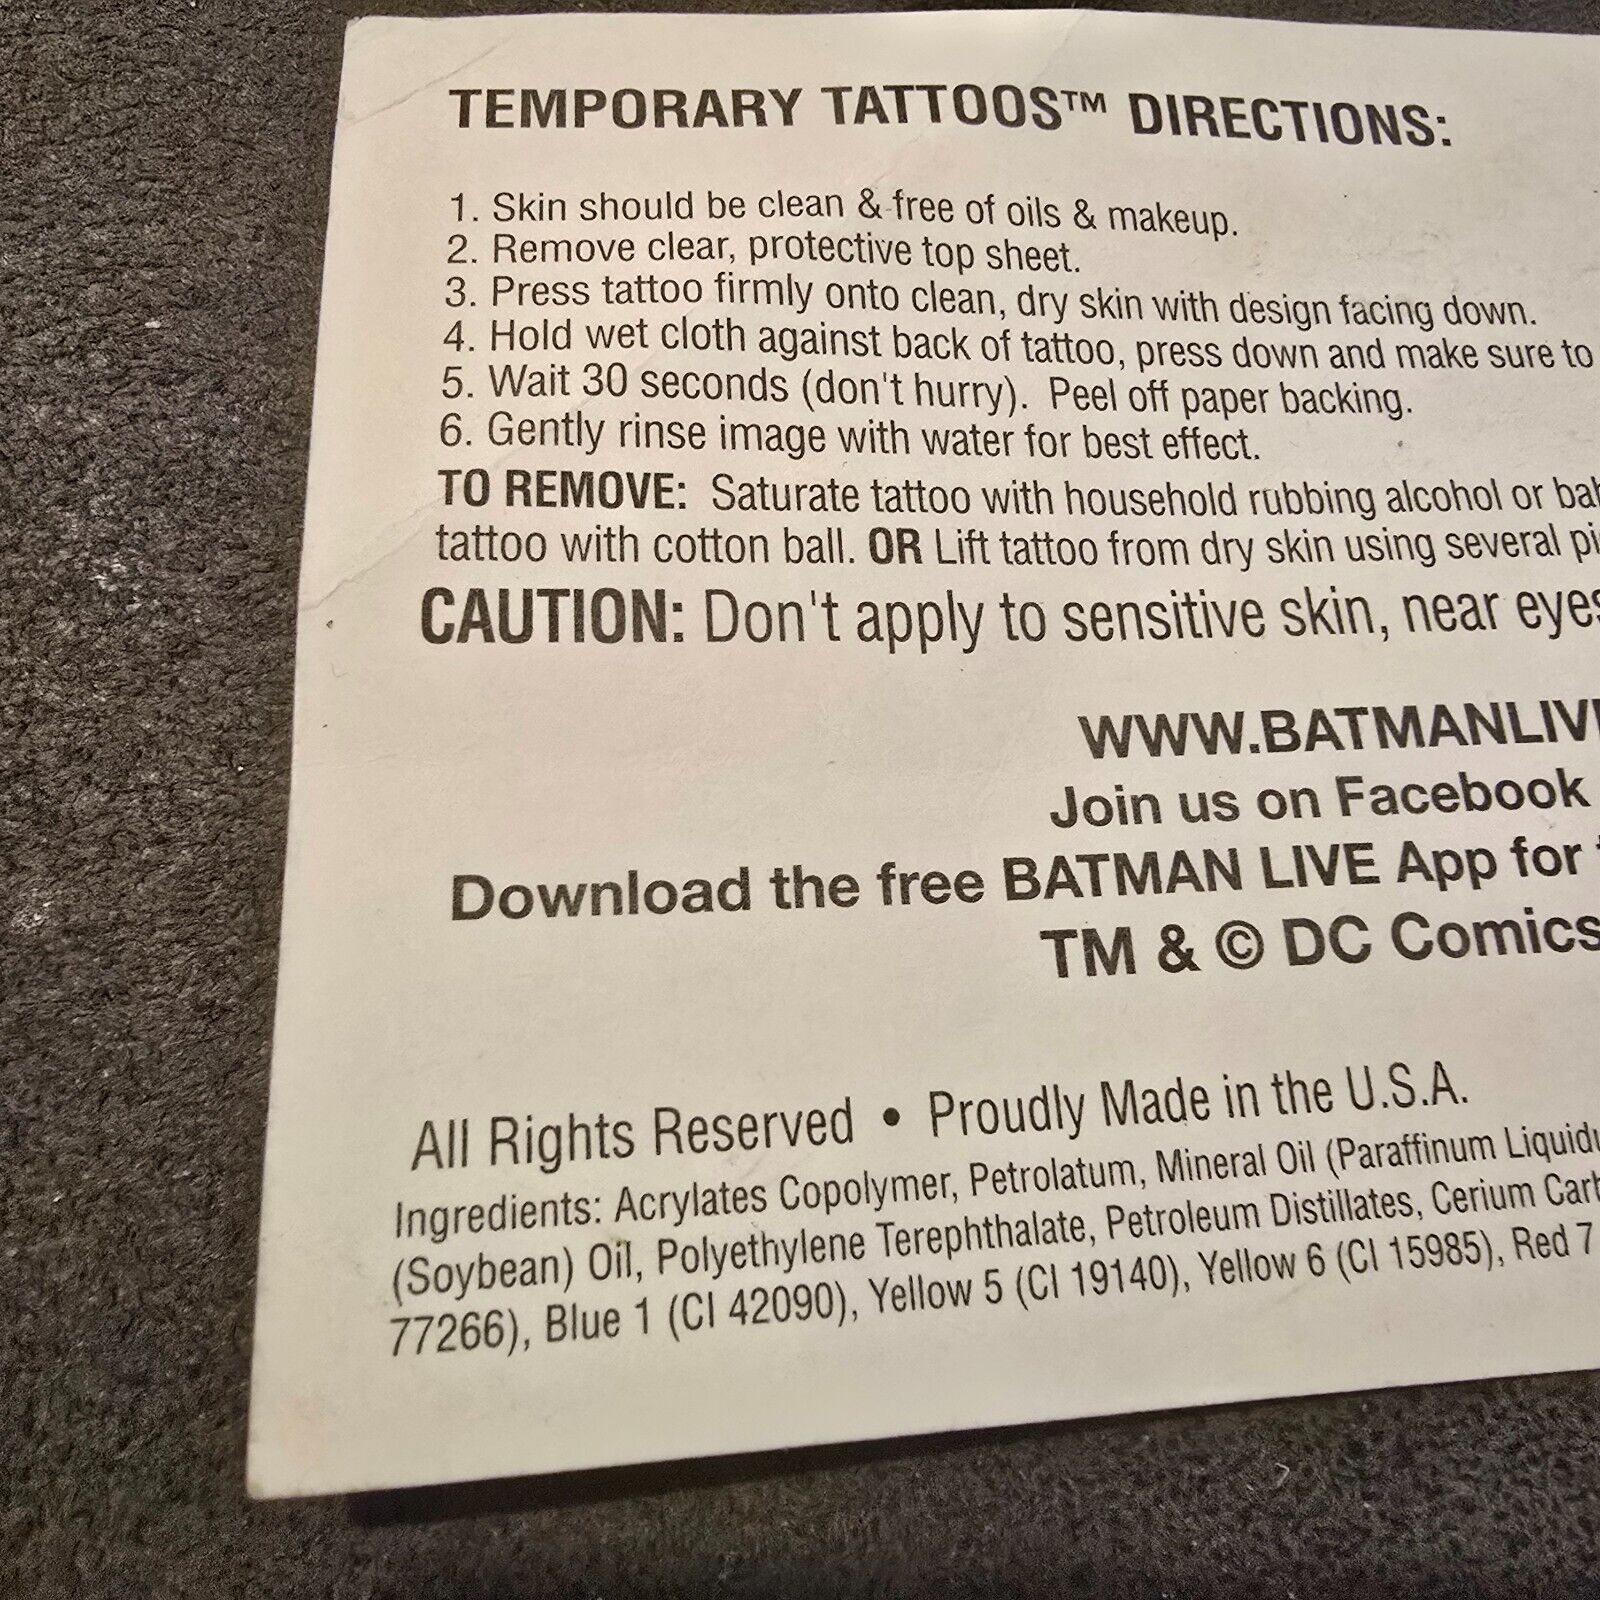 TEMPORARY TATTOOS™ DIRECTIONS:
1. Skin should be clean & free of oils & makeup.
2. Remove clear, protective top sheet.
3. Press tattoo firmly onto clean, dry skin with design facing down.
4. Hold wet cloth against back of tattoo, press down and make sure to
5. Wait 30 seconds (don't hurry). Peel off paper backing.
6. Gently rinse image with water for best effect.
TO REMOVE: Saturate tattoo with household rubbing alcohol or
tattoo with cotton ball. OR Lift tattoo from dry skin using several
CAUTION: Don't apply to sensitive skin, near eyes
WWW.BATMANLIVE
Join us on Facebook
Download the free BATMAN LIVE App for
TM & © DC Comics
All Rights Reserved • Proudly Made in the U.S.A.
Ingredients: Acrylates Copolymer, Petrolatum, Mineral Oil (Paraffinum
(Soybean) Oil, Polyethylene Terephthalate, Petroleum Distillates, Cerium
77266), Blue 1 (CI 42090), Yellow 5 (CI 19140), Yellow 6 (CI 15985), Red 7